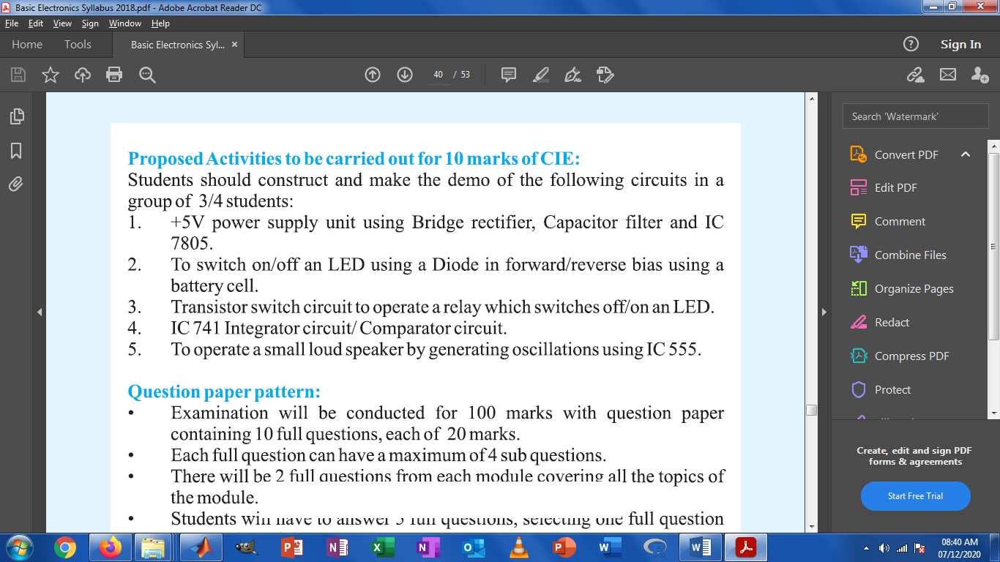 Basic Electronics Syllabus 2018.pdf - Adobe Acrobat Reader DC
File Edit View Sign Window Help
Home Tools Basic Electronics Syl... × Sign In
40 / 53
Search 'Watermark'
Convert PDF
Edit PDF
Comment
Combine Files
Organize Pages
Redact
Compress PDF
Protect
Create, edit and sign PDF
forms & agreements
Start Free Trial
Proposed Activities to be carried out for 10 marks of CIE:
Students should construct and make the demo of the following circuits in a
group of 3/4 students:
1. +5V power supply unit using Bridge rectifier, Capacitor filter and IC
7805.
2. To switch on/off an LED using a Diode in forward/reverse bias using a
battery cell.
3. Transistor switch circuit to operate a relay which switches off/on an LED.
4. IC 741 Integrator circuit/ Comparator circuit.
5. To operate a small loud speaker by generating oscillations using IC 555.
Question paper pattern:
• Examination will be conducted for 100 marks with question paper
containing 10 full questions, each of 20 marks.
• Each full question can have a maximum of 4 sub questions.
• There will be 2 full questions from each module covering all the topics of
the module.
• Students will have to answer 5 full questions, selecting one full question
08:40 AM
07/12/2020